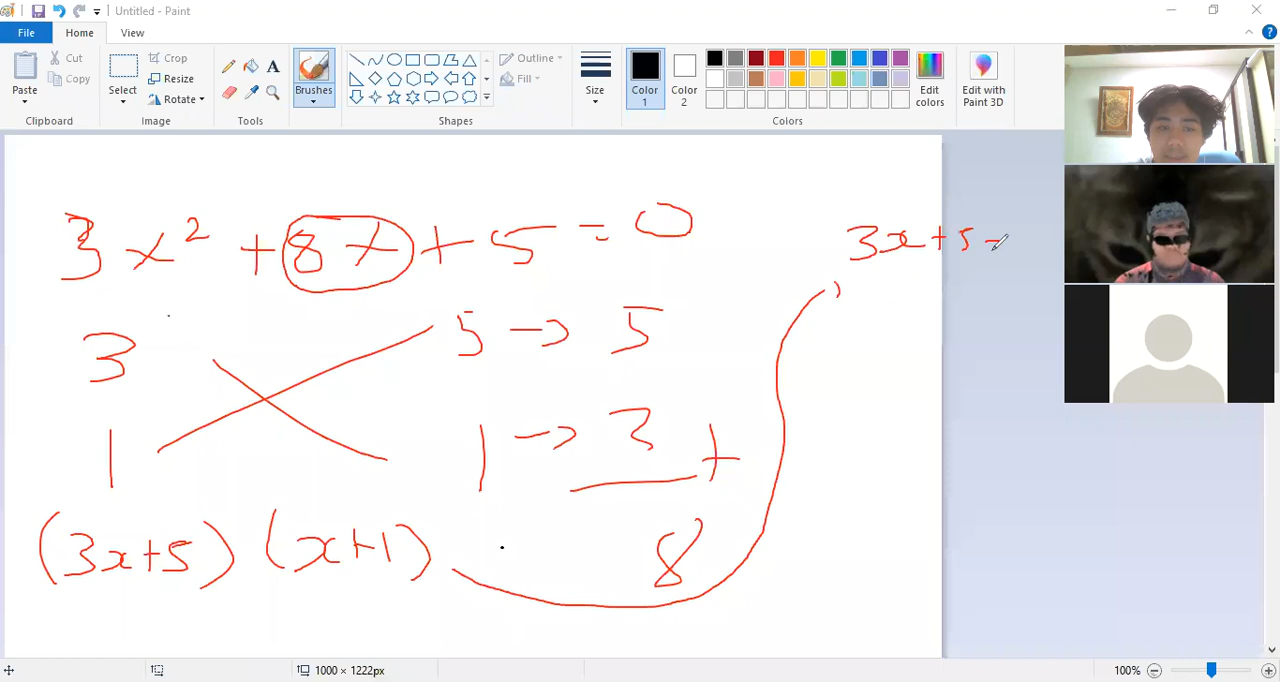 Untitled - Paint
File Home View
Paste
Cut
Copy
Clipboard
Select
Crop
Resize
Rotate
Image
A
Tools
Brushes
Outline
Fill
Shapes
Size
Color 1
Color 2
Edit colors
Colors
Edit with Paint 3D
3x² + 8x + 5 = 0
3 5 → 5
1 1 → 3 +
8
(3x+5) (x+1)
3x+5 =
1000 × 1222px
100%